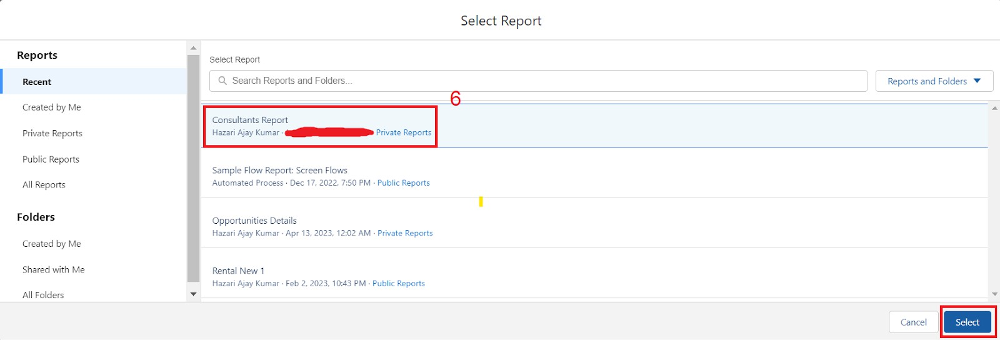 Select Report
Reports
Recent
Created by Me
Private Reports
Public Reports
All Reports
Folders
Created by Me
Shared with Me
All Folders
Select Report
Search Reports and Folders...
Reports and Folders
6
Consultants Report
Hazari Ajay Kumar · Private Reports
Sample Flow Report: Screen Flows
Automated Process · Dec 17, 2022, 7:50 PM · Public Reports
Opportunities Details
Hazari Ajay Kumar · Apr 13, 2023, 12:02 AM · Private Reports
Rental New 1
Hazari Ajay Kumar · Feb 2, 2023, 10:43 PM · Public Reports
Cancel
Select